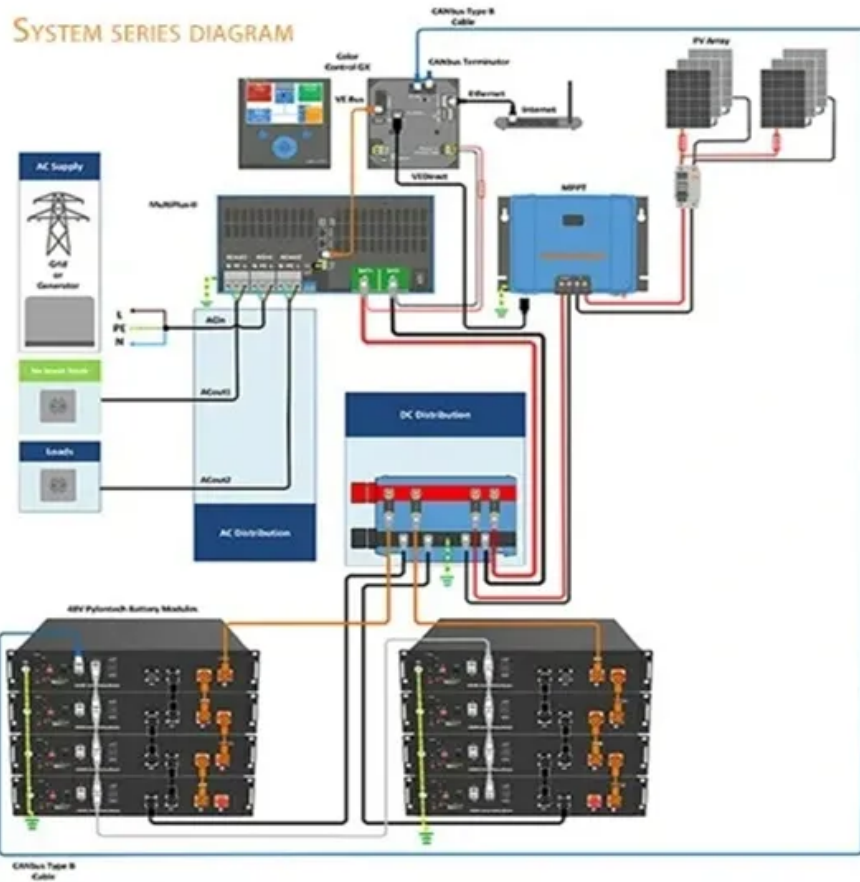 SYSTEM SERIES DIAGRAM
CANbus Type B
Cable
Color
Control GX
CANbus Terminator
PV Array
VE Bus
Ethernet
Internet
AC Supply
VEDirect
MPPT
MultiPlus-II
Grid
or
Generator
L
PE
N
ACin
ACout1
Loads
ACout2
DC Distribution
AC Distribution
48V Pylontech Battery Modules
CANbus Type B
Cable